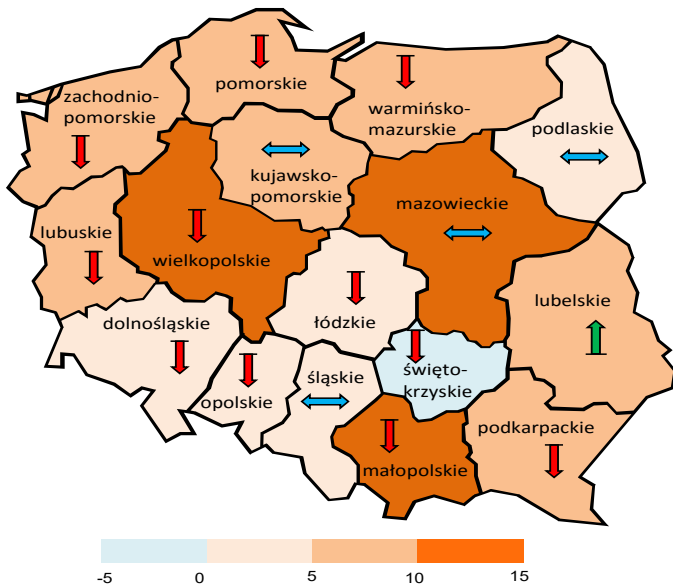 pomorskie
zachodnio-
pomorskie
warmińsko-
mazurskie
podlaskie
kujawsko-
pomorskie
mazowieckie
lubuskie
wielkopolskie
lubelskie
dolnośląskie
łódzkie
śląskie
święto-
krzyskie
opolskie
podkarpackie
małopolskie
-5 0 5 10 15